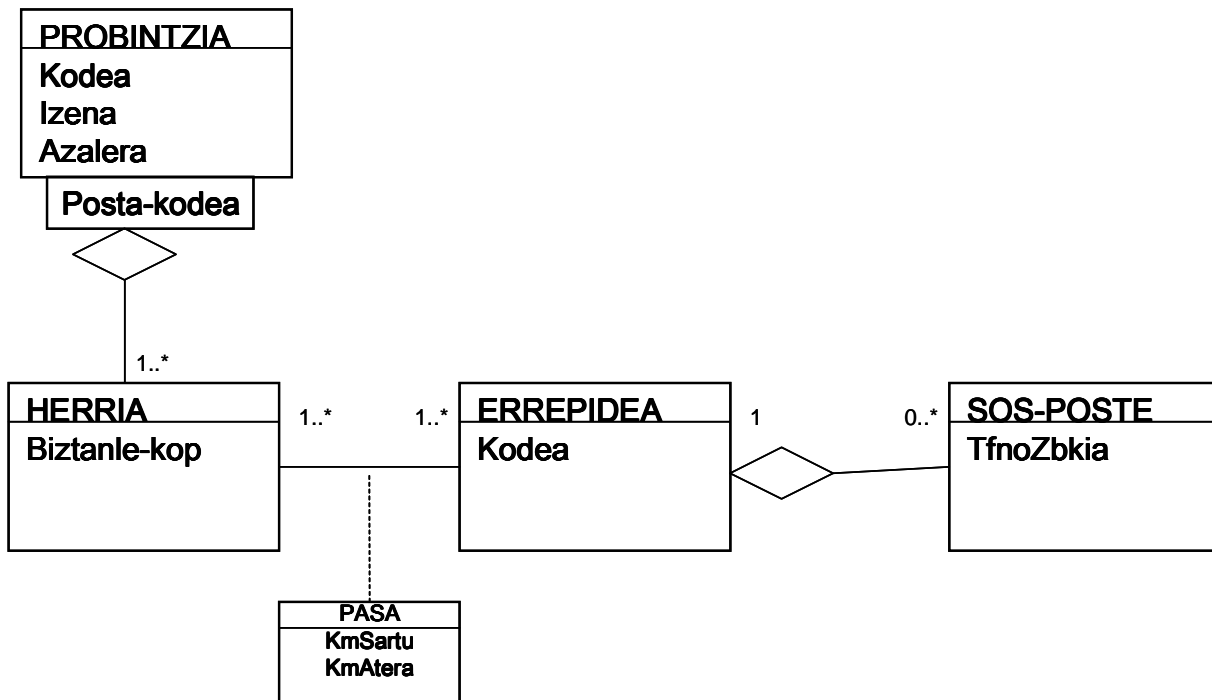 PROBINTZIA
Kodea
Izena
Azalera
Posta-kodea
1..*
HERRIA
Biztanle-kop
1..*
1..*
ERREPIDEA
Kodea
1
0..*
SOS-POSTE
TfnoZbkia
PASA
KmSartu
KmAtera